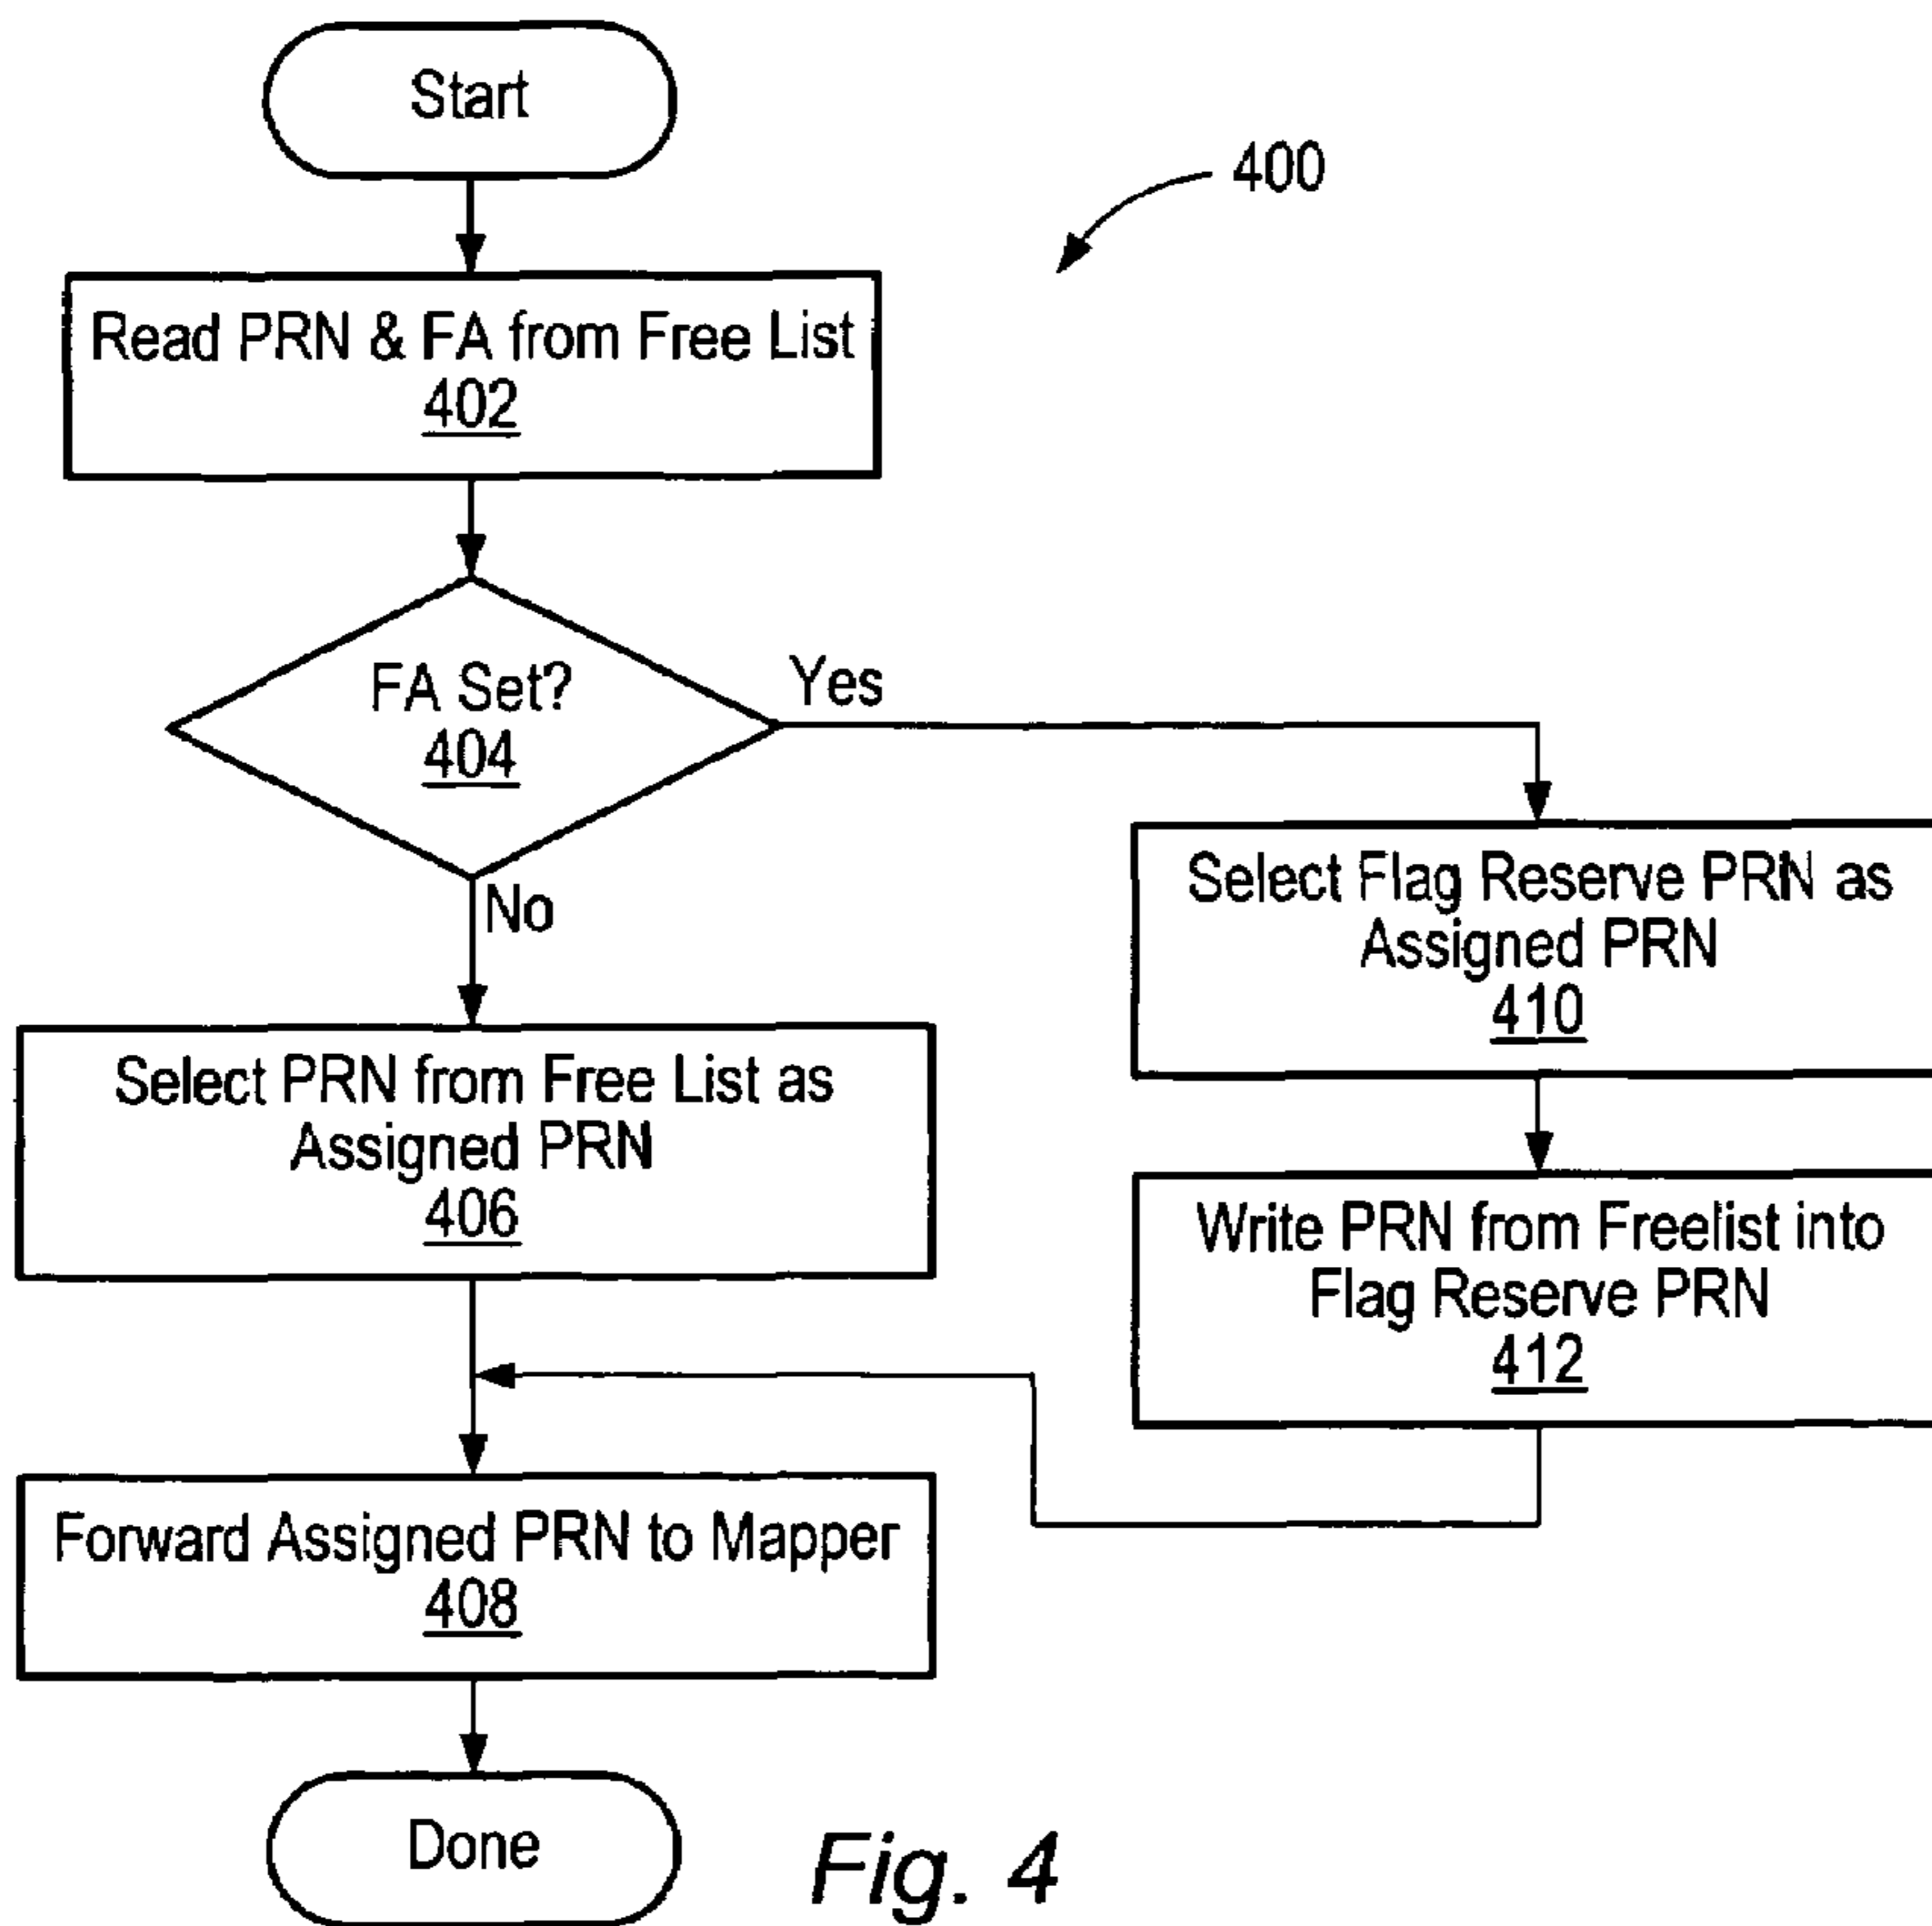 Start
400
Read PRN & FA from Free List
402
FA Set?
404
Yes
No
Select Flag Reserve PRN as
Assigned PRN
410
Select PRN from Free List as
Assigned PRN
406
Write PRN from Freelist into
Flag Reserve PRN
412
Forward Assigned PRN to Mapper
408
Done
Fig. 4